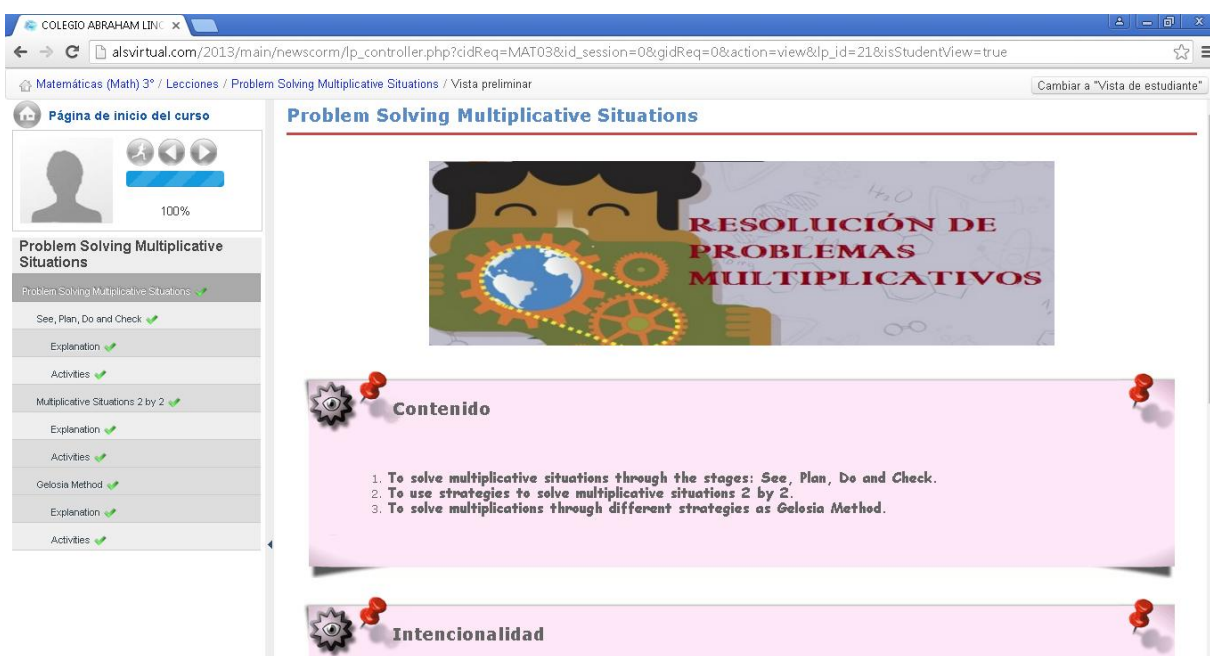 COLEGIO ABRAHAM LINC
alsvirtual.com/2013/main/newscorm/lp_controller.php?cidReq=MAT03&id_session=0&gidReq=0&action=view&lp_id=21&isStudentView=true
Matemáticas (Math) 3° / Lecciones / Problem Solving Multiplicative Situations / Vista preliminar
Cambiar a "Vista de estudiante"
Página de inicio del curso
100%
Problem Solving Multiplicative
Situations
Problem Solving Multiplicative Situations
See, Plan, Do and Check
Explanation
Activities
Multiplicative Situations 2 by 2
Explanation
Activities
Gelosia Method
Explanation
Activities
Problem Solving Multiplicative Situations
H₂O
RESOLUCIÓN DE
PROBLEMAS
MULTIPLICATIVOS
Contenido
1. To solve multiplicative situations through the stages: See, Plan, Do and Check.
2. To use strategies to solve multiplicative situations 2 by 2.
3. To solve multiplications through different strategies as Gelosia Method.
Intencionalidad